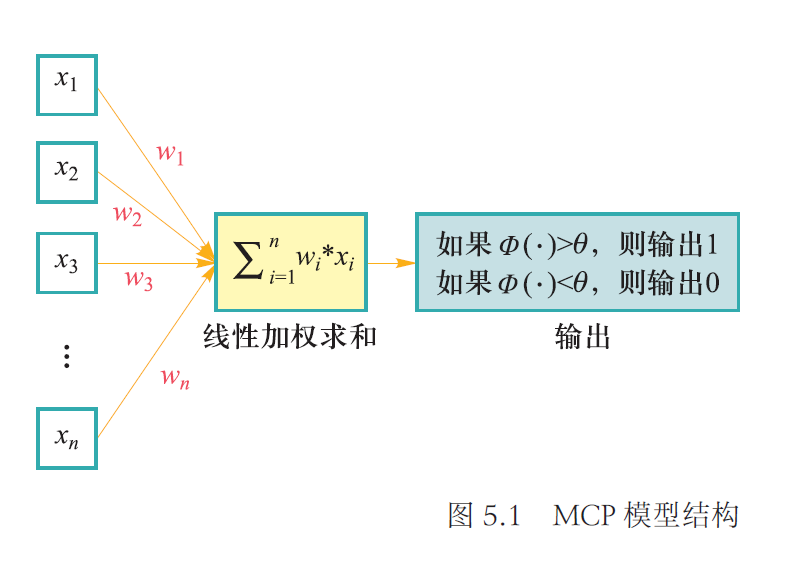 x1
w1
x2
w2
x3
w3
⋮
wn
xn
∑ n i=1 wi*xi
线性加权求和
如果 Φ(·)>θ，则输出1
如果 Φ(·)<θ，则输出0
输出
图 5.1 MCP 模型结构